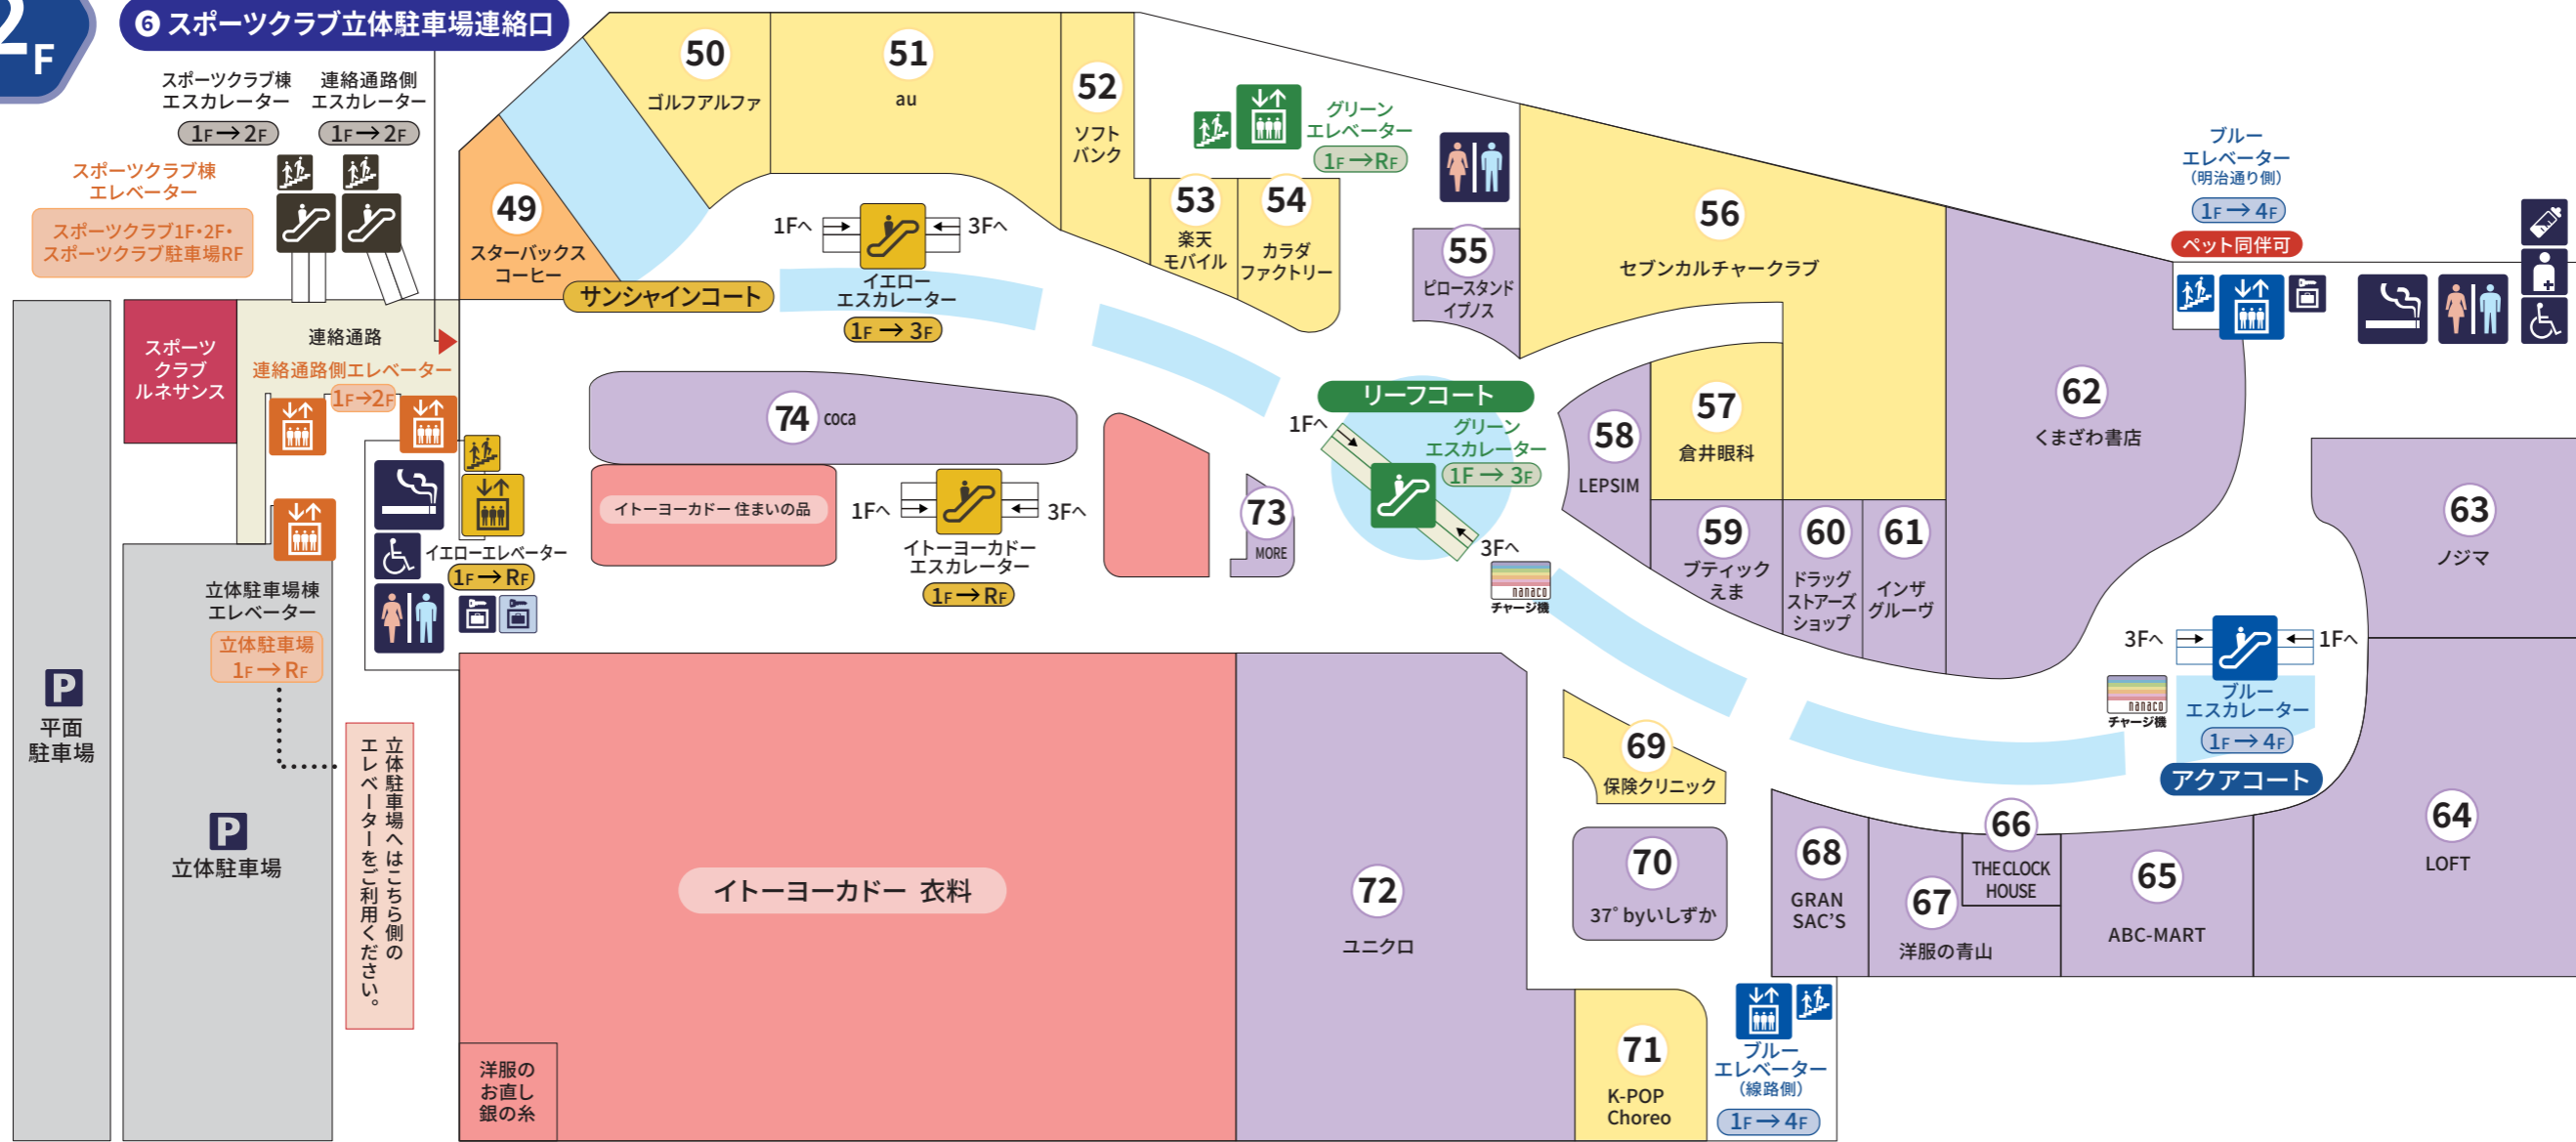 2F
❻ スポーツクラブ立体駐車場連絡口
スポーツクラブ棟
エスカレーター
1F→2F
連絡通路側
エスカレーター
1F→2F
スポーツクラブ棟
エレベーター
スポーツクラブ1F・2F・
スポーツクラブ駐車場RF
スポーツ
クラブ
ルネサンス
連絡通路
連絡通路側エレベーター
1F→2F
49
スターバックス
コーヒー
50
ゴルフアルファ
51
au
52
ソフト
バンク
53
楽天
モバイル
54
カラダ
ファクトリー
グリーン
エレベーター
1F→RF
55
ピロースタンド
イプノス
56
セブンカルチャークラブ
ブルー
エレベーター
(明治通り側)
1F→4F
ペット同伴可
1Fへ
3Fへ
イエロー
エスカレーター
1F→3F
サンシャインコート
74
coca
イトーヨーカドー 住まいの品
1Fへ
3Fへ
イトーヨーカドー
エスカレーター
1F→RF
73
MORE
リーフコート
1Fへ
グリーン
エスカレーター
1F→3F
3Fへ
nanaco
チャージ機
57
倉井眼科
58
LEPSIM
59
ブティック
えま
60
ドラッグ
ストアーズ
ショップ
61
インザ
グルーヴ
62
くまざわ書店
63
ノジマ
イエローエレベーター
1F→RF
立体駐車場棟
エレベーター
立体駐車場
1F→RF
P
平面
駐車場
P
立体駐車場
立体駐車場へはこちら側の
エレベーターをご利用ください。
イトーヨーカドー 衣料
洋服の
お直し
銀の糸
72
ユニクロ
69
保険クリニック
70
37° byいしずか
71
K-POP
Choreo
ブルー
エレベーター
(線路側)
1F→4F
3Fへ
1Fへ
nanaco
チャージ機
ブルー
エスカレーター
1F→4F
アクアコート
68
GRAN
SAC'S
67
洋服の青山
66
THE CLOCK
HOUSE
65
ABC-MART
64
LOFT